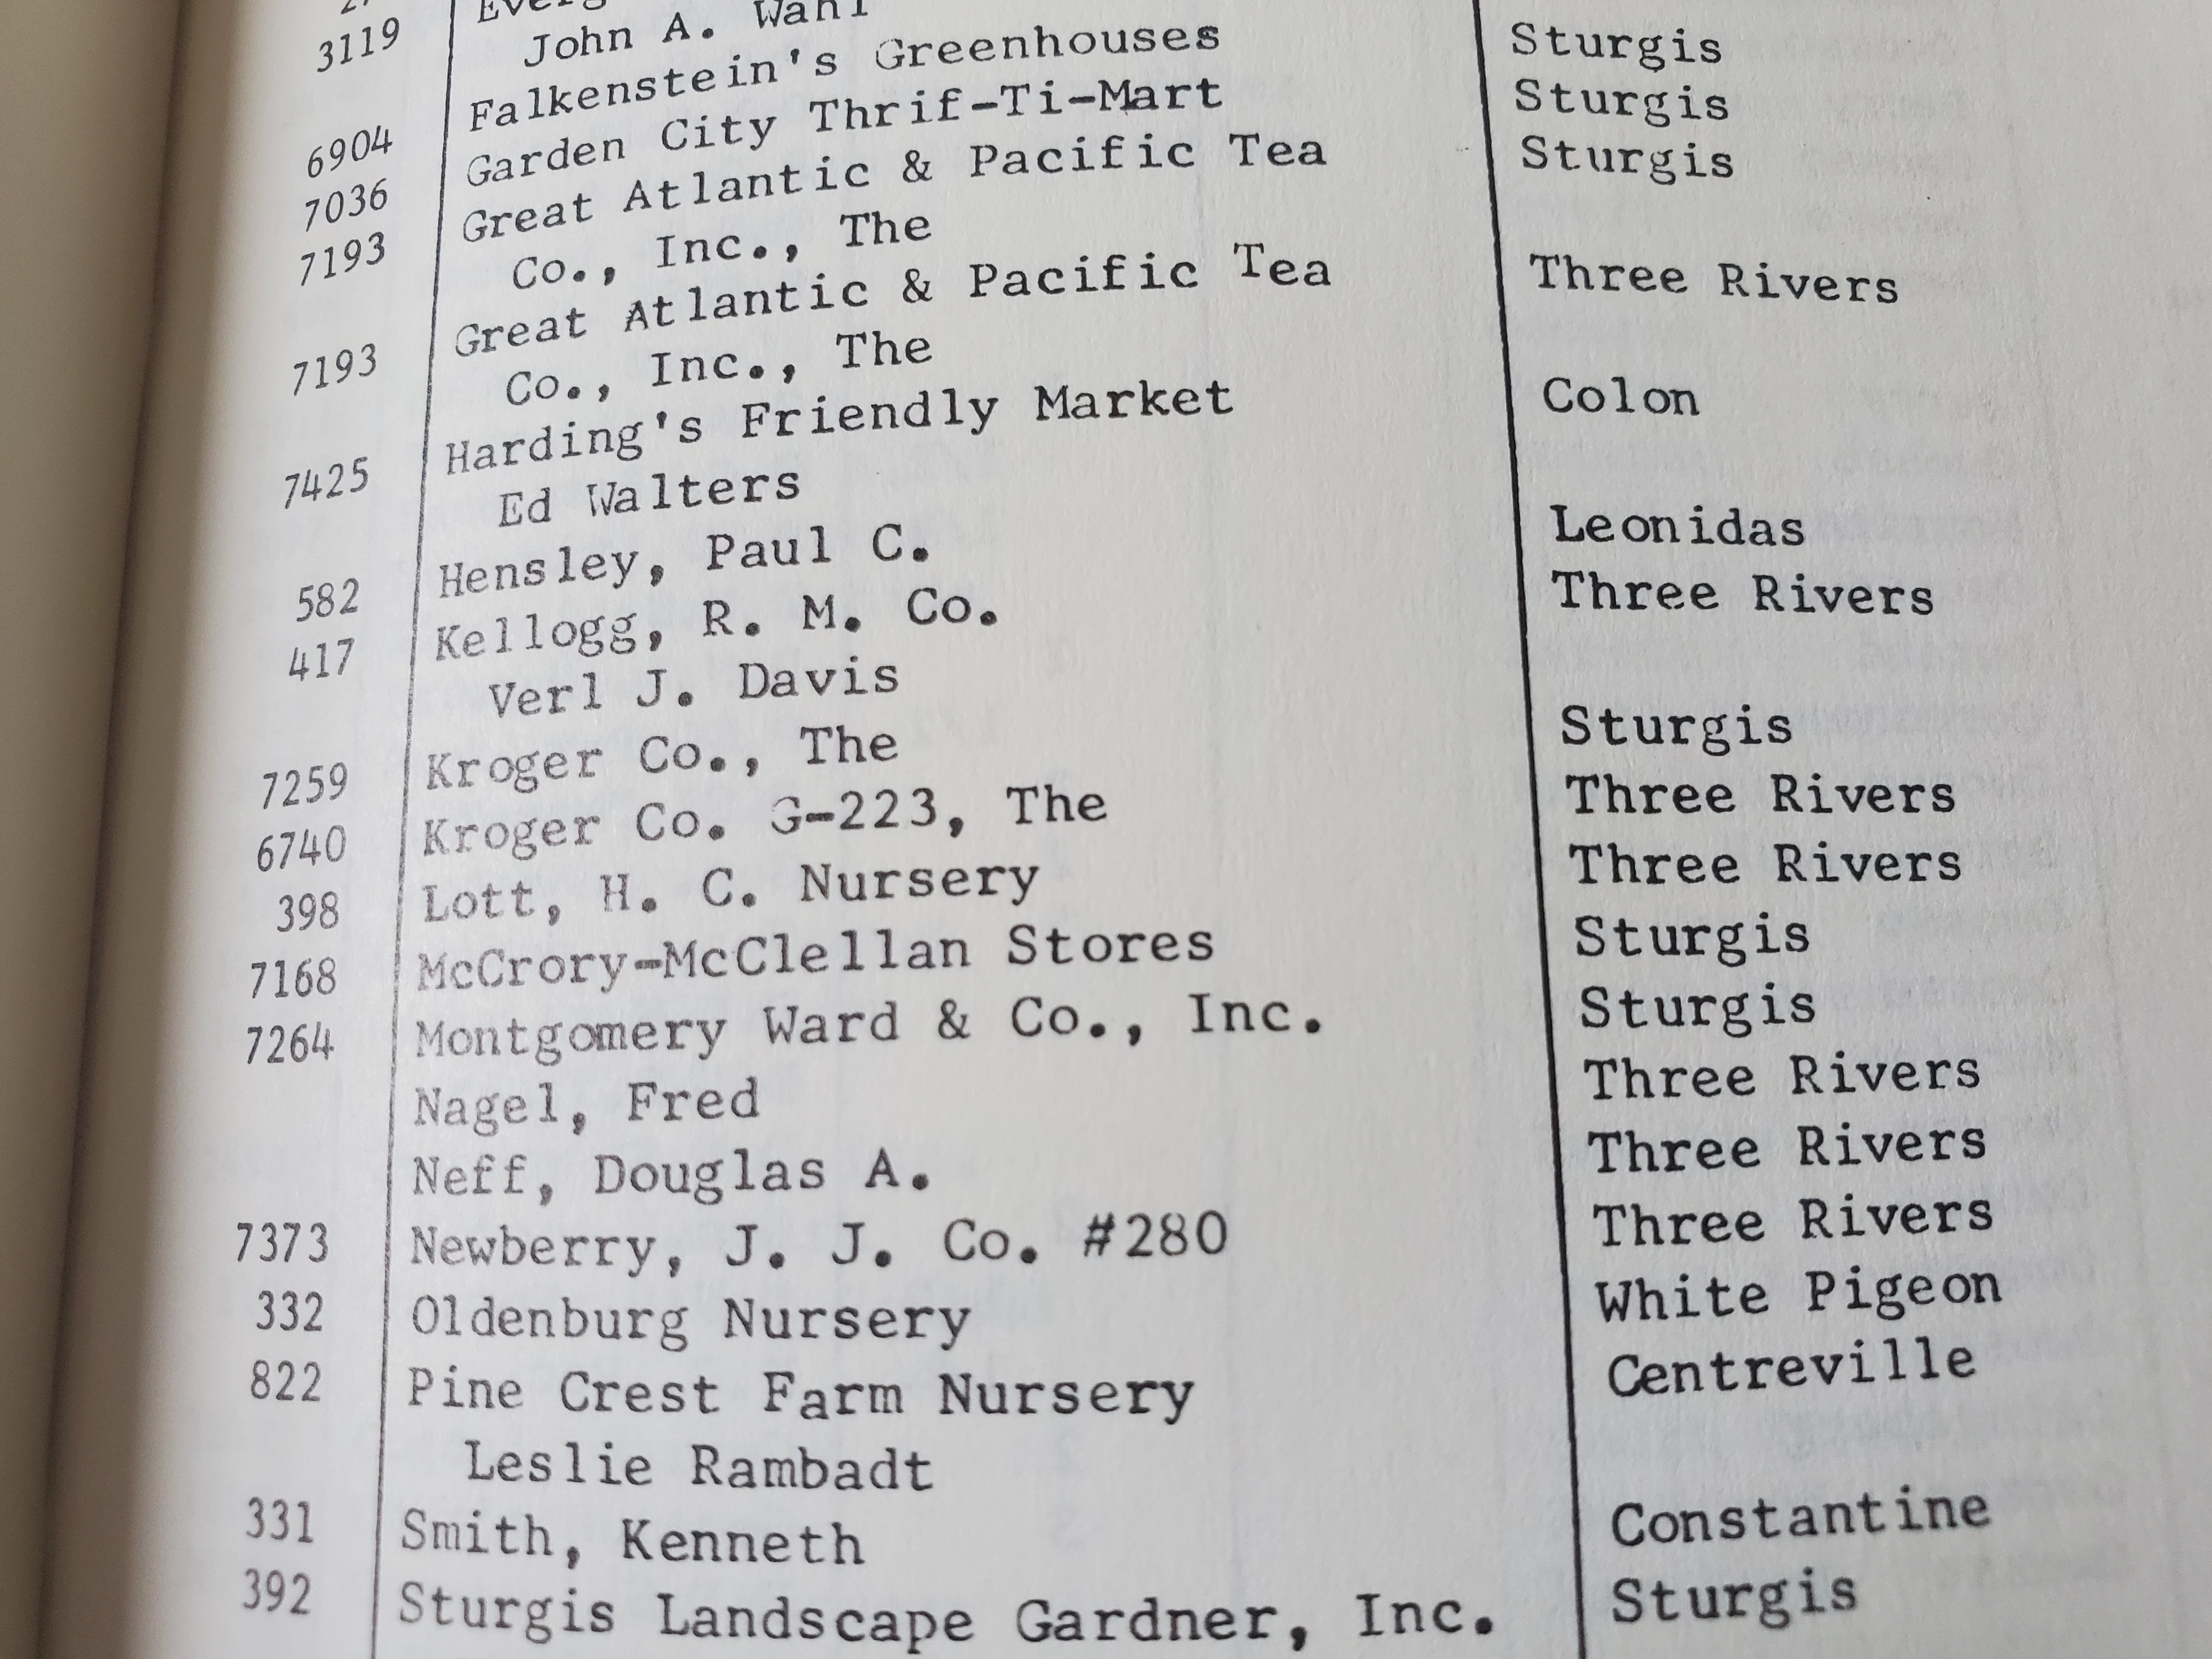 3119
John A. Wahl
6904 Falkenstein's Greenhouses Sturgis
7036 Garden City Thrif-Ti-Mart Sturgis
7193 Great Atlantic & Pacific Tea Sturgis
Co., Inc., The
7193 Great Atlantic & Pacific Tea Three Rivers
Co., Inc., The
7425 Harding's Friendly Market Colon
Ed Walters
582 Hensley, Paul C. Leonidas
417 Kellogg, R. M. Co. Three Rivers
Verl J. Davis
7259 Kroger Co., The Sturgis
6740 Kroger Co. G-223, The Three Rivers
398 Lott, H. C. Nursery Three Rivers
7168 McCrory-McClellan Stores Sturgis
7264 Montgomery Ward & Co., Inc. Sturgis
Nagel, Fred Three Rivers
Neff, Douglas A. Three Rivers
7373 Newberry, J. J. Co. #280 Three Rivers
332 Oldenburg Nursery White Pigeon
822 Pine Crest Farm Nursery Centreville
Leslie Rambadt
331 Smith, Kenneth Constantine
392 Sturgis Landscape Gardner, Inc. Sturgis